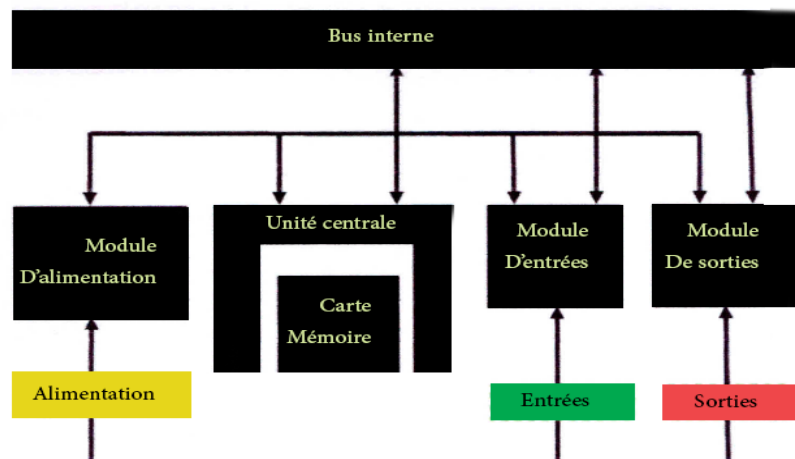 Bus interne
Module
D'alimentation
Unité centrale
Carte
Mémoire
Module
D'entrées
Module
De sorties
Alimentation
Entrées
Sorties